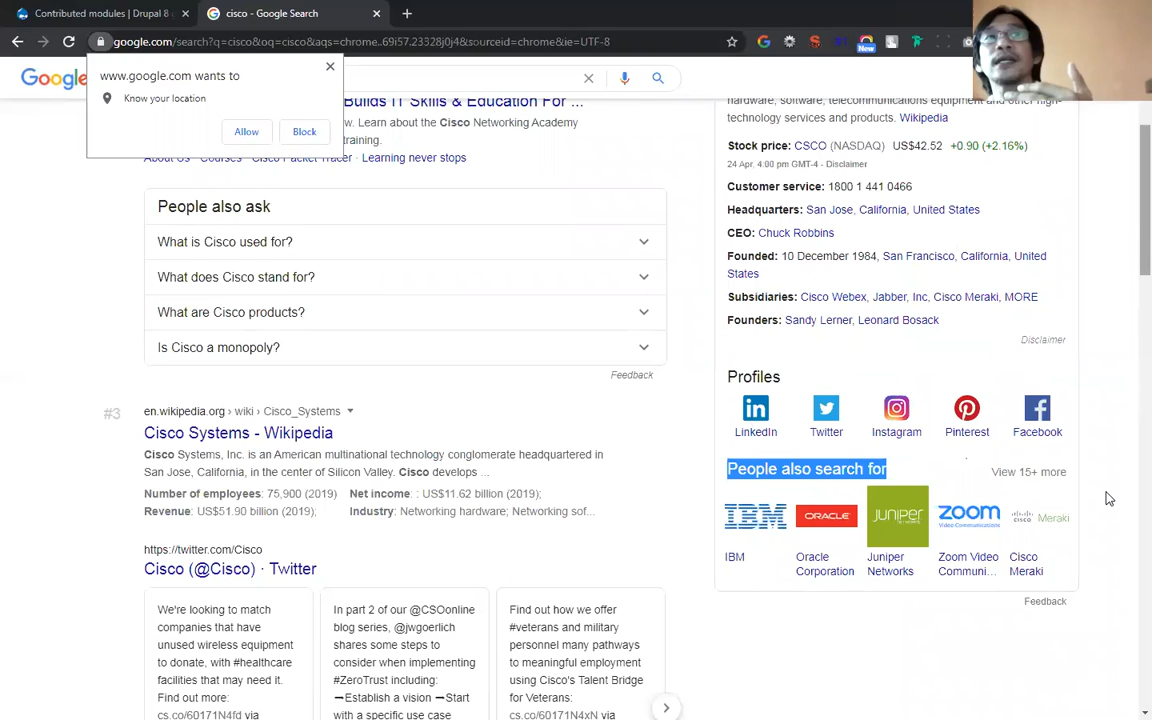 Contributed modules | Drupal 8
cisco - Google Search
google.com/search?q=cisco&oq=cisco&aqs=chrome..69i57.23328j0j4&sourceid=chrome&ie=UTF-8
New
Google
www.google.com wants to
Know your location
Allow
Block
Builds IT Skills & Education For ...
w. Learn about the Cisco Networking Academy
training.
About Us · Courses · Cisco Packet Tracer · Learning never stops
People also ask
What is Cisco used for?
What does Cisco stand for?
What are Cisco products?
Is Cisco a monopoly?
Feedback
#3
en.wikipedia.org › wiki › Cisco_Systems
Cisco Systems - Wikipedia
Cisco Systems, Inc. is an American multinational technology conglomerate headquartered in
San Jose, California, in the center of Silicon Valley. Cisco develops ...
Number of employees: 75,900 (2019) Net income: : US$11.62 billion (2019);
Revenue: US$51.90 billion (2019); Industry: Networking hardware; Networking sof...
https://twitter.com/Cisco
Cisco (@Cisco) · Twitter
We're looking to match
companies that have
unused wireless equipment
to donate, with #healthcare
facilities that may need it.
Find out more:
cs.co/60171N4fd via
In part 2 of our @CSOonline
blog series, @jwgoerlich
shares some steps to
consider when implementing
#ZeroTrust including:
➖Establish a vision ➖Start
with a specific use case
Find out how we offer
#veterans and military
personnel many pathways
to meaningful employment
using Cisco's Talent Bridge
for Veterans:
cs.co/60171N4xN via
hardware, software, telecommunications equipment and other high-
technology services and products. Wikipedia
Stock price: CSCO (NASDAQ) US$42.52 +0.90 (+2.16%)
24 Apr, 4:00 pm GMT-4 - Disclaimer
Customer service: 1800 1 441 0466
Headquarters: San Jose, California, United States
CEO: Chuck Robbins
Founded: 10 December 1984, San Francisco, California, United
States
Subsidiaries: Cisco Webex, Jabber, Inc, Cisco Meraki, MORE
Founders: Sandy Lerner, Leonard Bosack
Disclaimer
Profiles
LinkedIn Twitter Instagram Pinterest Facebook
People also search for
View 15+ more
IBM ORACLE JUNIPER NETWORKS zoom Video Communications cisco Meraki
IBM
Oracle
Corporation
Juniper
Networks
Zoom Video
Communi...
Cisco
Meraki
Feedback